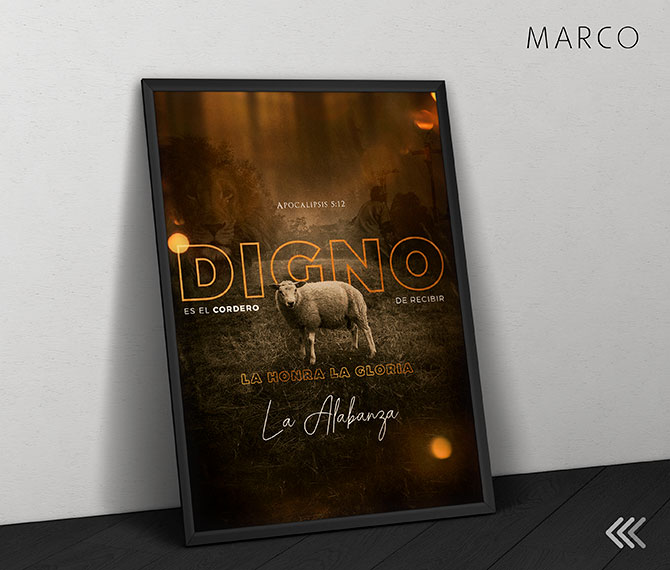 MARCO
APOCALIPSIS 5:12
DIGNO
ES EL CORDERO DE RECIBIR
LA HONRA LA GLORIA
La Alabanza